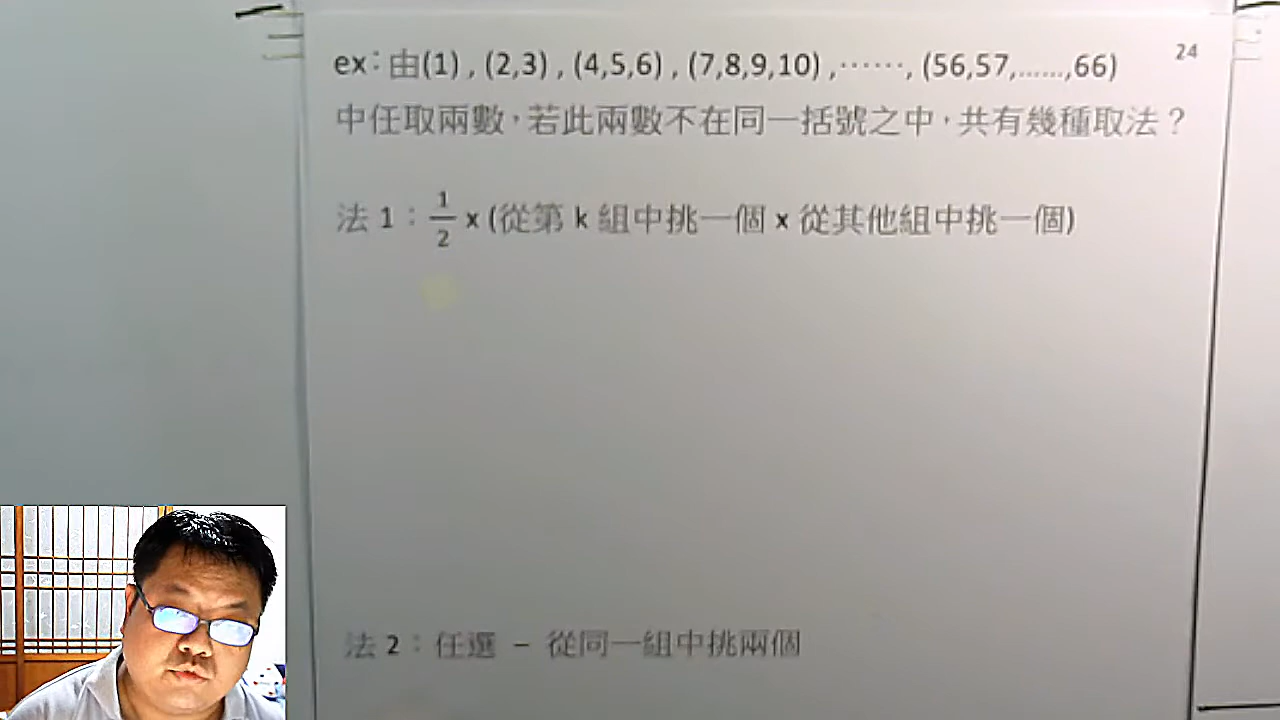 ex：由(1) , (2,3) , (4,5,6) , (7,8,9,10) ,⋯⋯, (56,57,……,66)
24
中任取兩數，若此兩數不在同一括號之中，共有幾種取法？
法 1：1/2 x (從第 k 組中挑一個 x 從其他組中挑一個)
法 2：任選 − 從同一組中挑兩個